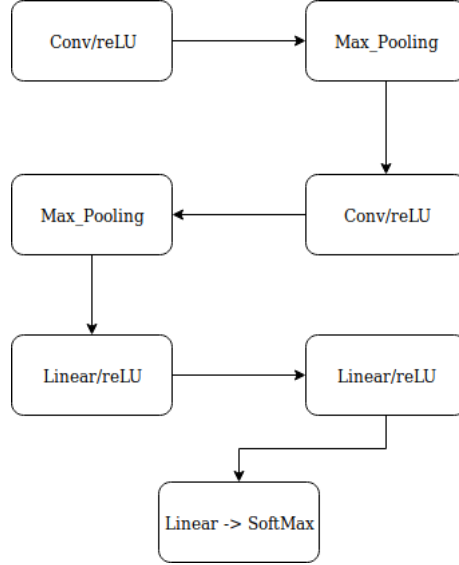 Conv/reLU
Max_Pooling
Conv/reLU
Max_Pooling
Linear/reLU
Linear/reLU
Linear -> SoftMax